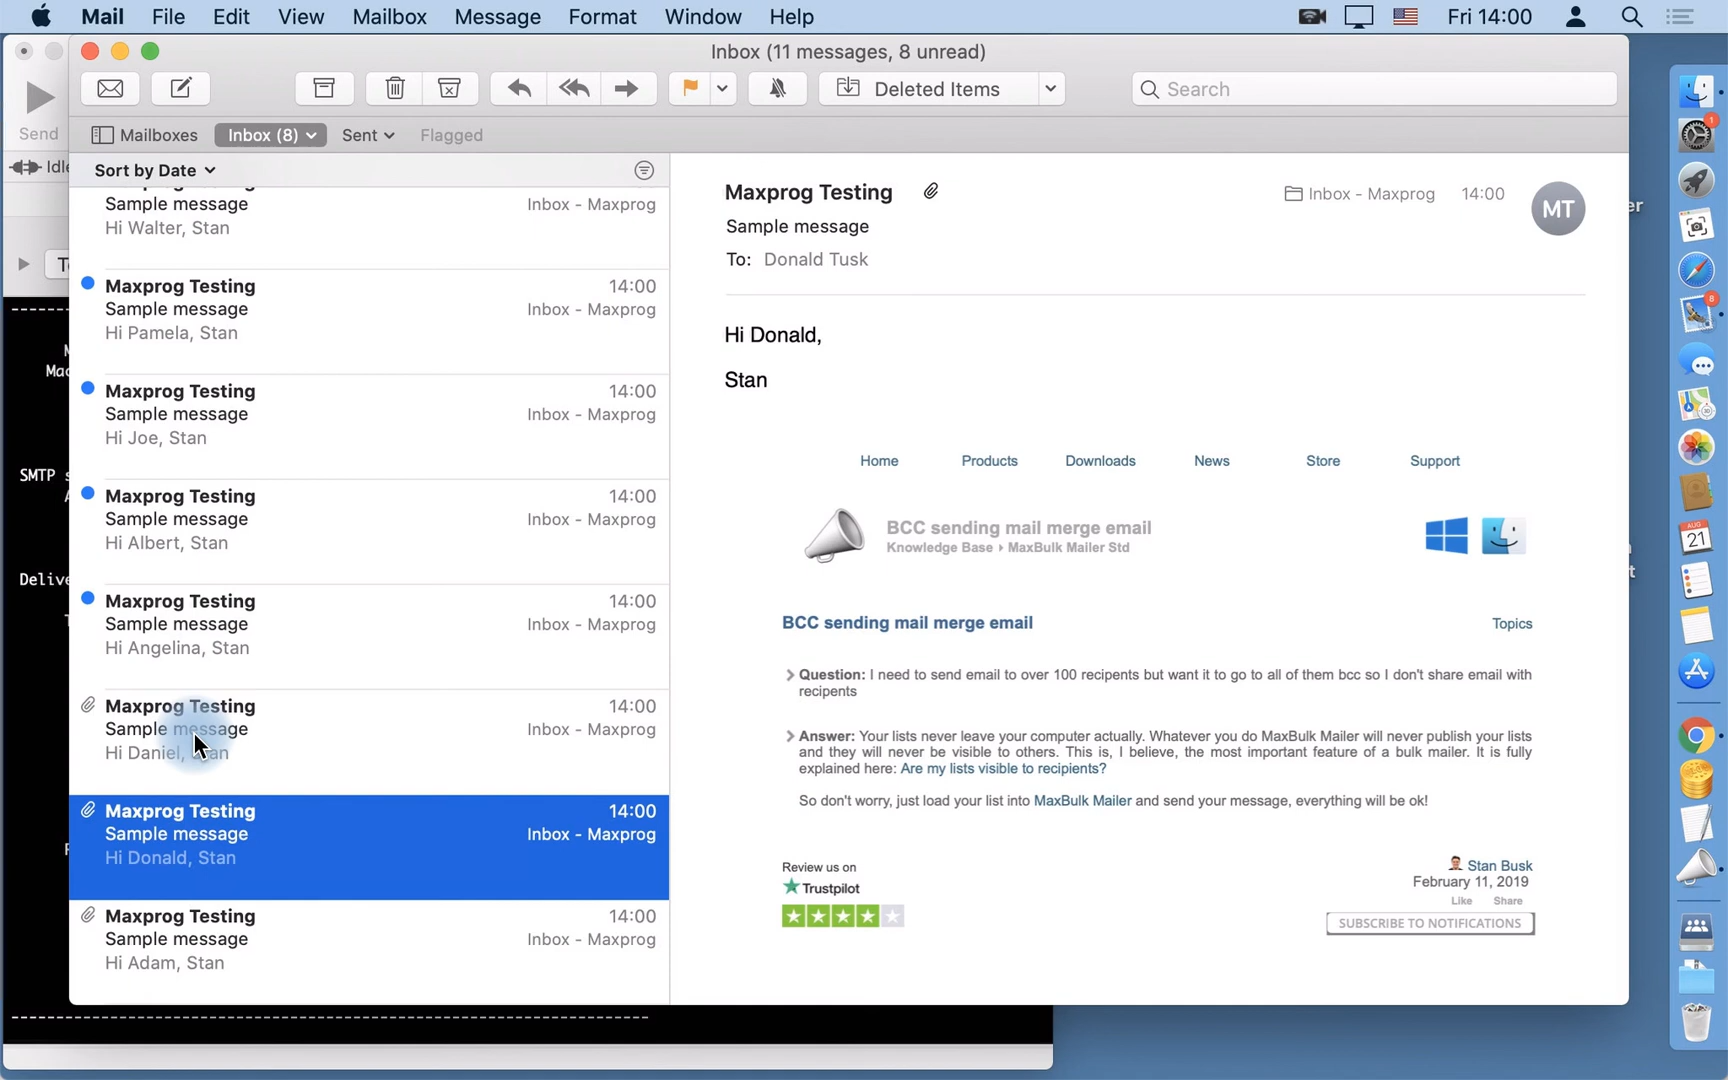 Mail File Edit View Mailbox Message Format Window Help Fri 14:00
Inbox (11 messages, 8 unread)
Deleted Items
Search
Send
Mailboxes Inbox (8) Sent Flagged
Sort by Date
Sample message Inbox - Maxprog
Hi Walter, Stan
Maxprog Testing 14:00
Sample message Inbox - Maxprog
Hi Pamela, Stan
Maxprog Testing 14:00
Sample message Inbox - Maxprog
Hi Joe, Stan
Maxprog Testing 14:00
Sample message Inbox - Maxprog
Hi Albert, Stan
Maxprog Testing 14:00
Sample message Inbox - Maxprog
Hi Angelina, Stan
Maxprog Testing 14:00
Sample message Inbox - Maxprog
Hi Daniel, Stan
Maxprog Testing 14:00
Sample message Inbox - Maxprog
Hi Donald, Stan
Maxprog Testing 14:00
Sample message Inbox - Maxprog
Hi Adam, Stan
SMTP
Maxprog Testing Inbox - Maxprog 14:00 MT
Sample message
To: Donald Tusk
Hi Donald,
Stan
Home Products Downloads News Store Support
BCC sending mail merge email
Knowledge Base MaxBulk Mailer Std
BCC sending mail merge email Topics
Question: I need to send email to over 100 recipents but want it to go to all of them bcc so I don't share email with
recipents
Answer: Your lists never leave your computer actually. Whatever you do MaxBulk Mailer will never publish your lists
and they will never be visible to others. This is, I believe, the most important feature of a bulk mailer. It is fully
explained here: Are my lists visible to recipients?
So don't worry, just load your list into MaxBulk Mailer and send your message, everything will be ok!
Review us on
Trustpilot
Stan Busk
February 11, 2019
Like Share
SUBSCRIBE TO NOTIFICATIONS
1
8
AUG
21